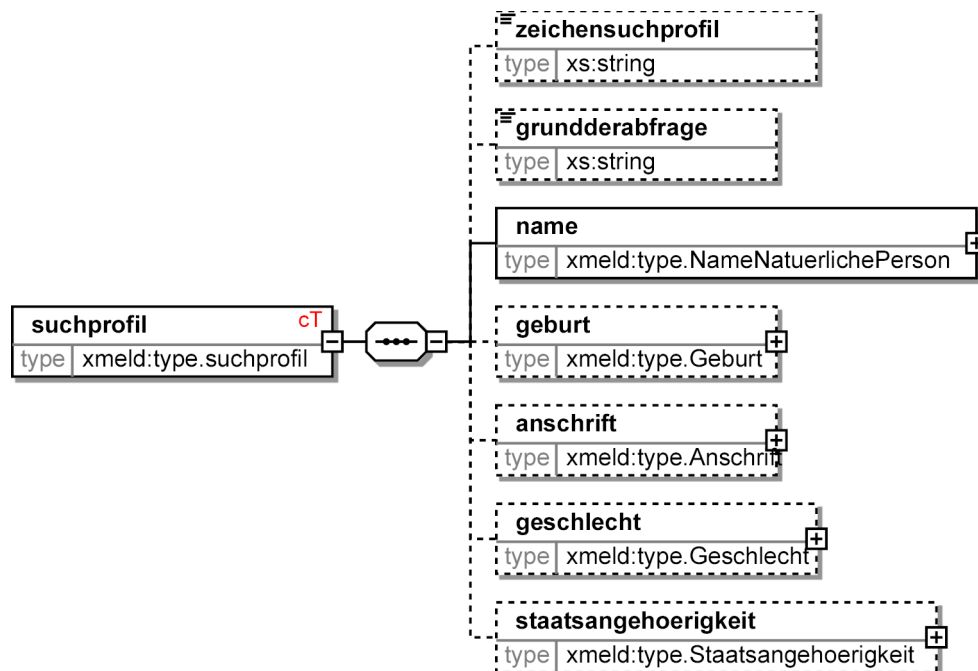 zeichensuchprofil
type xs:string
grundderabfrage
type xs:string
name
type xmeld:type.NameNatuerlichePerson
suchprofil cT
type xmeld:type.suchprofil
geburt
type xmeld:type.Geburt
anschrift
type xmeld:type.Anschrift
geschlecht
type xmeld:type.Geschlecht
staatsangehoerigkeit
type xmeld:type.Staatsangehoerigkeit